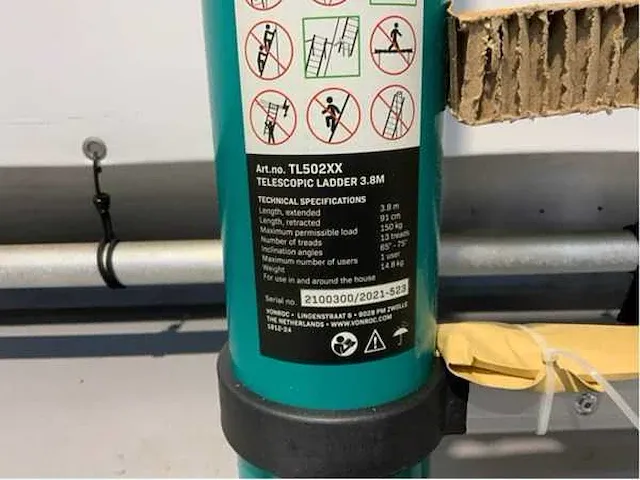 Art.no. TL502XX
TELESCOPIC LADDER 3.8M
TECHNICAL SPECIFICATIONS
Length, extended 3.8 m
Length, retracted 91 cm
Maximum permissible load 150 kg
Number of treads 13 treads
Inclination angles 65° - 75°
Maximum number of users 1 user
Weight 14.8 kg
For use in and around the house
Serial no. 2100300/2021-523
VONROC • LINDENSTRAAT 6 • 8028 PM ZWOLLE
THE NETHERLANDS • WWW.VONROC.COM
1812-24